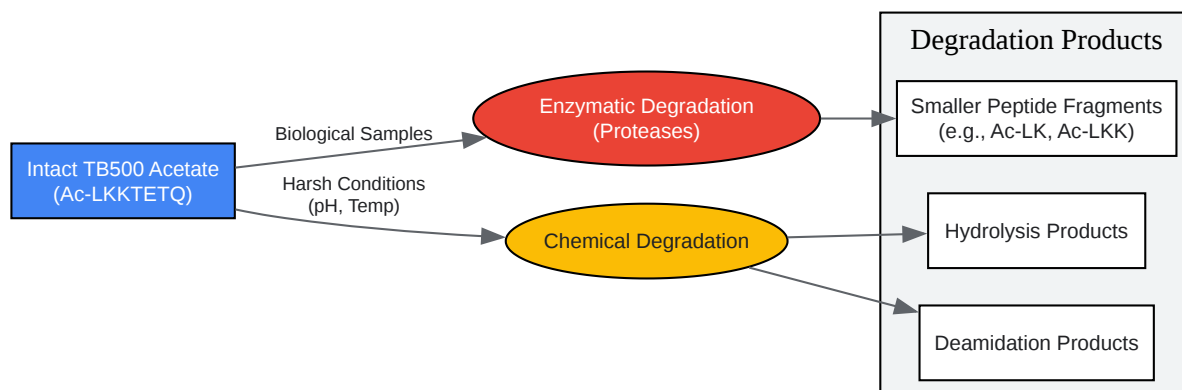 Degradation Products
Intact TB500 Acetate
(Ac-LKKTETQ)
Biological Samples
Harsh Conditions
(pH, Temp)
Enzymatic Degradation
(Proteases)
Chemical Degradation
Smaller Peptide Fragments
(e.g., Ac-LK, Ac-LKK)
Hydrolysis Products
Deamidation Products